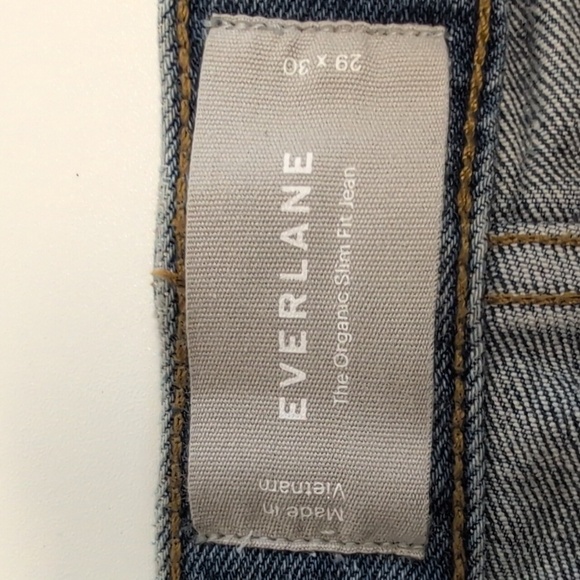 EVERLANE
The Organic Slim Fit Jean
29 x 30
Made in
Vietnam